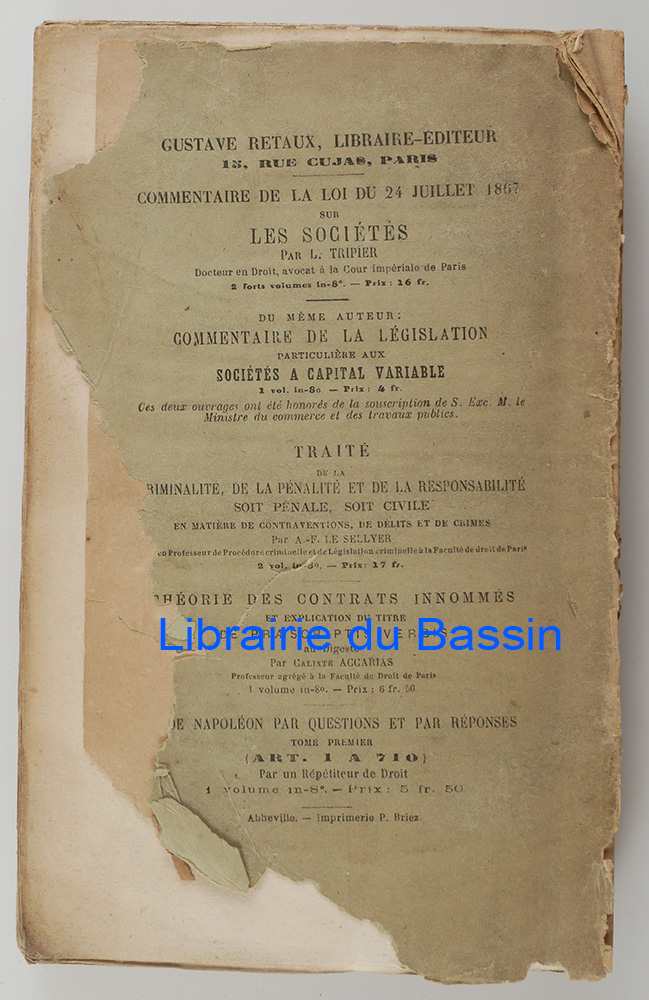 GUSTAVE RETAUX, LIBRAIRE-ÉDITEUR
15, RUE CUJAS, PARIS
COMMENTAIRE DE LA LOI DU 24 JUILLET 1867
SUR
LES SOCIÉTÉS
PAR L. TRIPIER
Docteur en Droit, avocat à la Cour impériale de Paris
2 forts volumes in-8°. — Prix : 16 fr.
DU MÊME AUTEUR :
COMMENTAIRE DE LA LÉGISLATION
PARTICULIÈRE AUX
SOCIÉTÉS A CAPITAL VARIABLE
1 vol. in-8o. — Prix : 4 fr.
Ces deux ouvrages ont été honorés de la souscription de S. Exc. M. le
Ministre du commerce et des travaux publics.
TRAITÉ
DE LA
RIMINALITE, DE LA PÉNALITÉ ET DE LA RESPONSABILITÉ
SOIT PÉNALE, SOIT CIVILE
EN MATIÈRE DE CONTRAVENTIONS, DE DÉLITS ET DE CRIMES
Par A.-F. LE SELLYER
en Professeur de Procédure criminelle et de Législation criminelle à la Faculté de droit de Paris
2 vol. in-8o. — Prix : 17 fr.
THÉORIE DES CONTRATS INNOMMÉS
ET EXPLICATION DU TITRE
DE PRÆSCRIPTIS VERBIS
Librairie du Bassin
au Digeste
Par CALIXTE ACCARIAS
Professeur agrégé à la Faculté de Droit de Paris
1 volume in-8o. — Prix : 6 fr. 50
DE NAPOLÉON PAR QUESTIONS ET PAR RÉPONSES
TOME PREMIER
(ART. 1 A 710)
Par un Répétiteur de Droit
1 volume in-8°. — Prix : 5 fr. 50
Abbeville. — Imprimerie P. Briez.